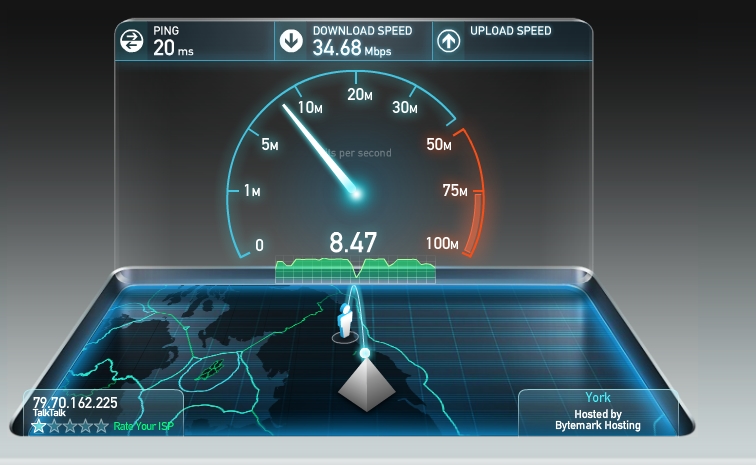 PING
20 ms
DOWNLOAD SPEED
34.68 Mbps
UPLOAD SPEED
0
1M
5M
10M
20M
30M
50M
75M
100M
per second
8.47
79.70.162.225
TalkTalk
Rate Your ISP
York
Hosted by
Bytemark Hosting